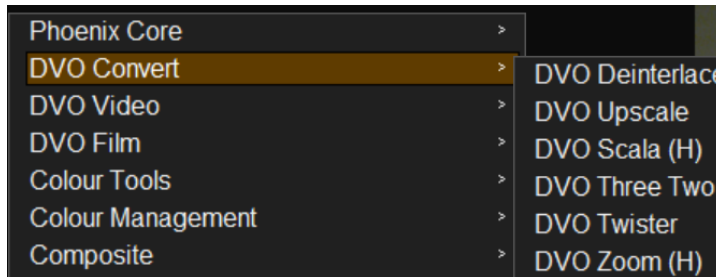 Phoenix Core >
DVO Convert >
DVO Video >
DVO Film >
Colour Tools >
Colour Management >
Composite >
DVO Deinterlace
DVO Upscale
DVO Scala (H)
DVO Three Two
DVO Twister
DVO Zoom (H)